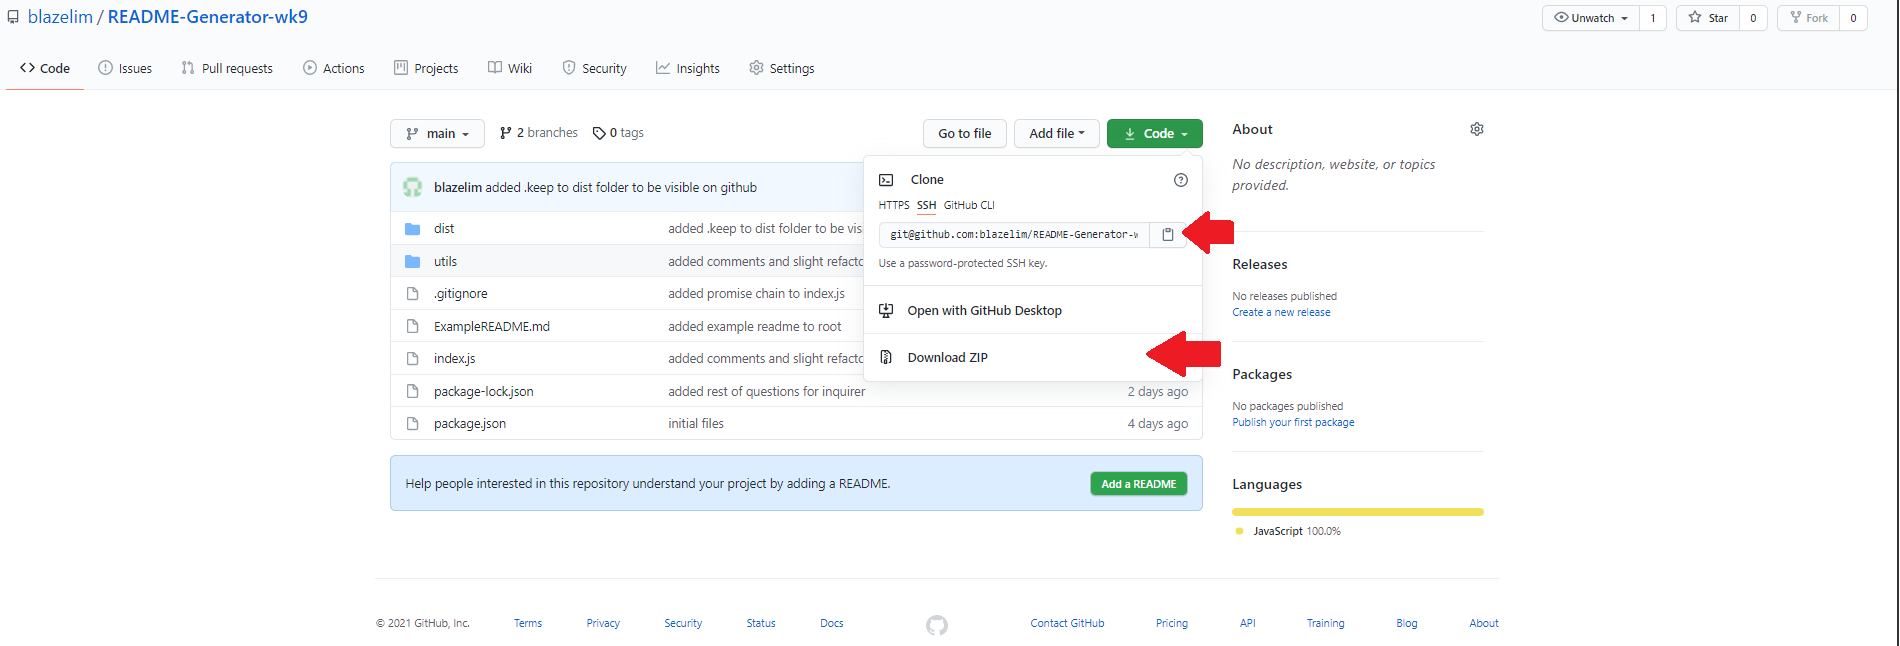 blazelim / README-Generator-wk9
Unwatch 1 Star 0 Fork 0
Code Issues Pull requests Actions Projects Wiki Security Insights Settings
main 2 branches 0 tags
Go to file Add file Code
blazelim added .keep to dist folder to be visible on github
dist added .keep to dist folder to be vis
utils added comments and slight refacto
.gitignore added promise chain to index.js
ExampleREADME.md added example readme to root
index.js added comments and slight refacto
package-lock.json added rest of questions for inquirer 2 days ago
package.json initial files 4 days ago
Clone
HTTPS SSH GitHub CLI
git@github.com:blazelim/README-Generator-w
Use a password-protected SSH key.
Open with GitHub Desktop
Download ZIP
Help people interested in this repository understand your project by adding a README.
Add a README
About
No description, website, or topics
provided.
Releases
No releases published
Create a new release
Packages
No packages published
Publish your first package
Languages
JavaScript 100.0%
© 2021 GitHub, Inc. Terms Privacy Security Status Docs Contact GitHub Pricing API Training Blog About